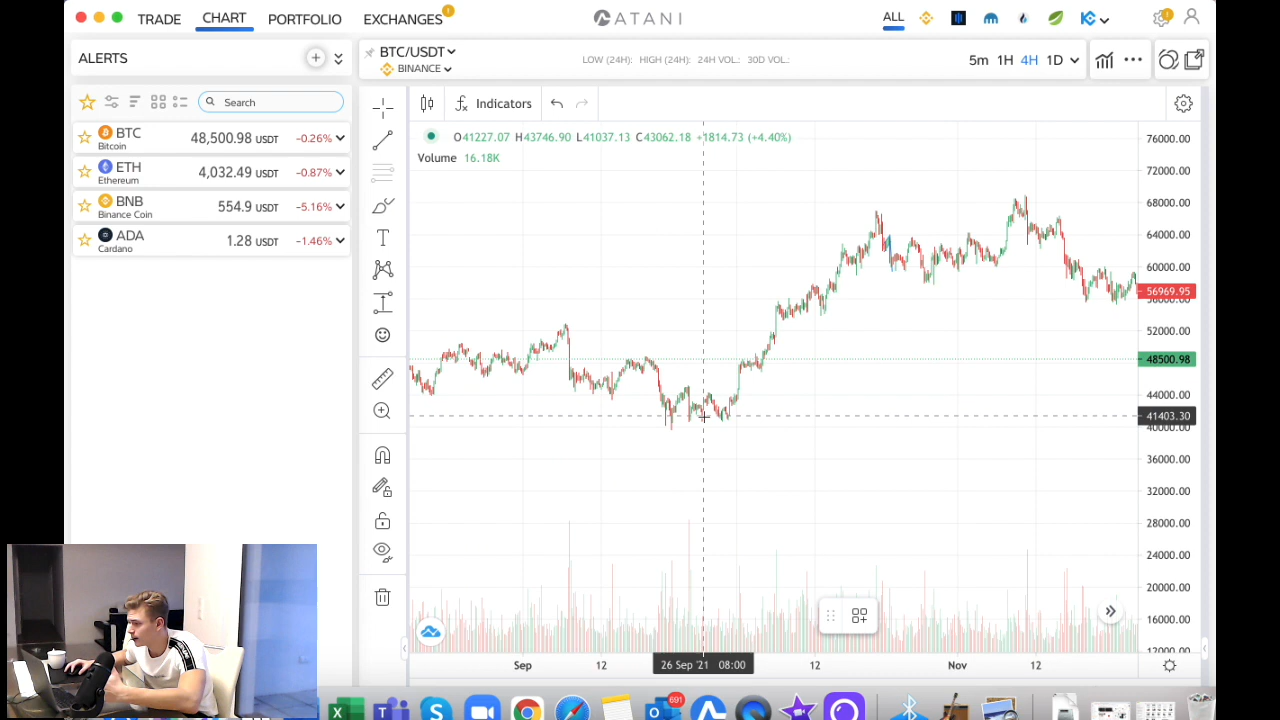 TRADE CHART PORTFOLIO EXCHANGES ATANI ALL
ALERTS
BTC/USDT
BINANCE
LOW (24H): HIGH (24H): 24H VOL.: 30D VOL.:
5m 1H 4H 1D
Search
Indicators
BTC
Bitcoin
48,500.98 USDT -0.26%
ETH
Ethereum
4,032.49 USDT -0.87%
BNB
Binance Coin
554.9 USDT -5.16%
ADA
Cardano
1.28 USDT -1.46%
O41227.07 H43746.90 L41037.13 C43062.18 +1814.73 (+4.40%)
Volume 16.18K
76000.00
72000.00
68000.00
64000.00
60000.00
56969.95
56000.00
52000.00
48500.98
44000.00
41403.30
40000.00
36000.00
32000.00
28000.00
24000.00
20000.00
16000.00
12000.00
Sep 12 26 Sep '21 08:00 12 Nov 12
691